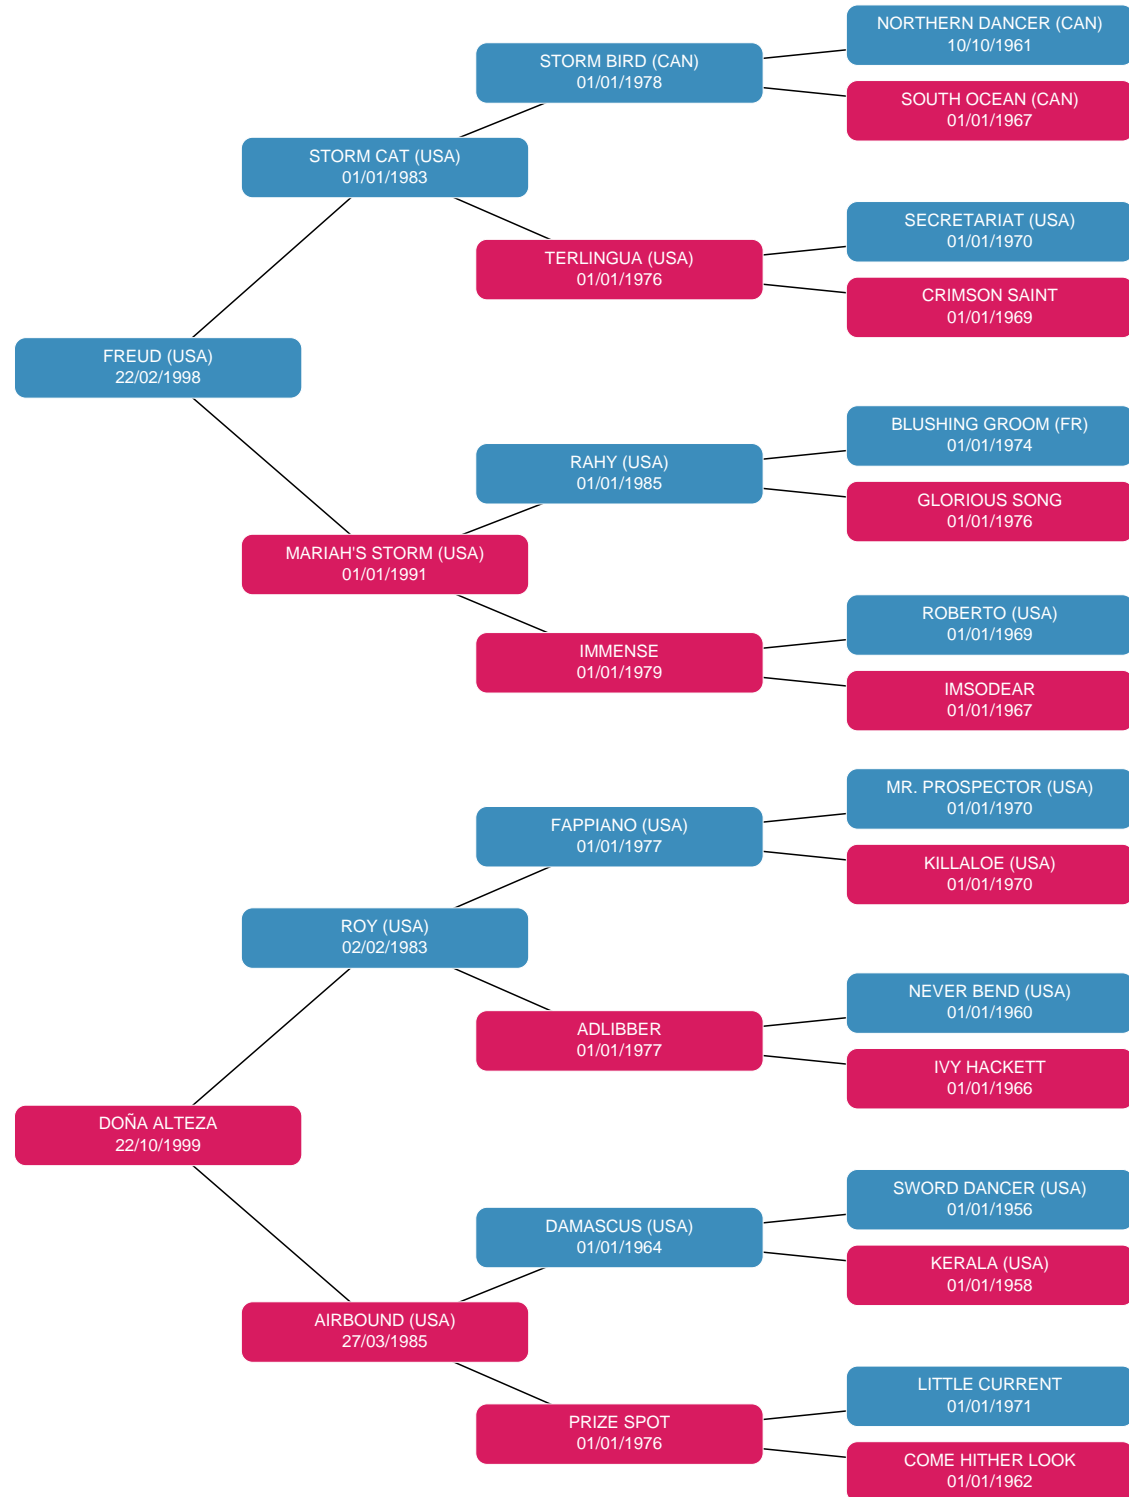 NORTHERN DANCER (CAN)
10/10/1961
STORM BIRD (CAN)
01/01/1978
SOUTH OCEAN (CAN)
01/01/1967
STORM CAT (USA)
01/01/1983
SECRETARIAT (USA)
01/01/1970
TERLINGUA (USA)
01/01/1976
CRIMSON SAINT
01/01/1969
FREUD (USA)
22/02/1998
BLUSHING GROOM (FR)
01/01/1974
RAHY (USA)
01/01/1985
GLORIOUS SONG
01/01/1976
MARIAH'S STORM (USA)
01/01/1991
ROBERTO (USA)
01/01/1969
IMMENSE
01/01/1979
IMSODEAR
01/01/1967
MR. PROSPECTOR (USA)
01/01/1970
FAPPIANO (USA)
01/01/1977
KILLALOE (USA)
01/01/1970
ROY (USA)
02/02/1983
NEVER BEND (USA)
01/01/1960
ADLIBBER
01/01/1977
IVY HACKETT
01/01/1966
DOÑA ALTEZA
22/10/1999
SWORD DANCER (USA)
01/01/1956
DAMASCUS (USA)
01/01/1964
KERALA (USA)
01/01/1958
AIRBOUND (USA)
27/03/1985
LITTLE CURRENT
01/01/1971
PRIZE SPOT
01/01/1976
COME HITHER LOOK
01/01/1962